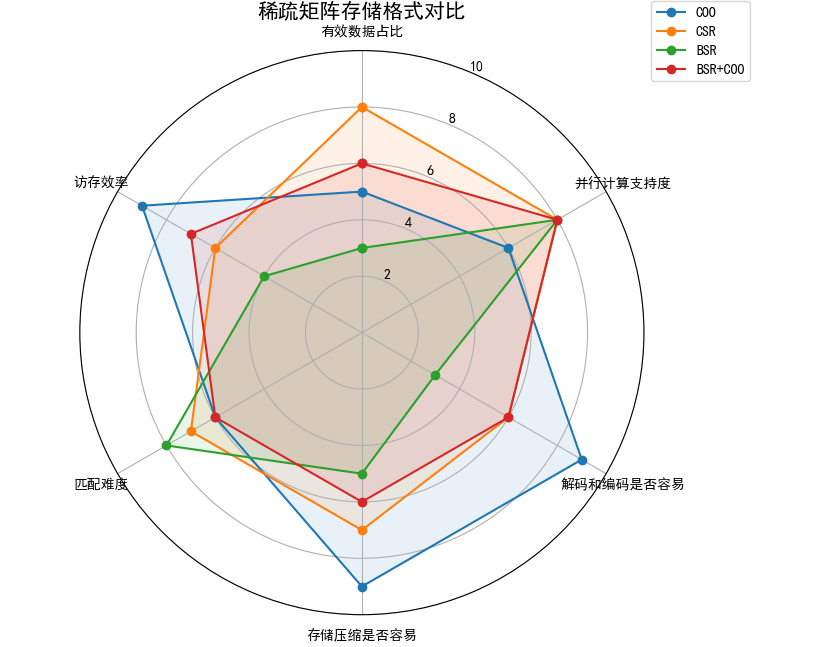 稀疏矩阵存储格式对比
COO
CSR
BSR
BSR+COO
有效数据占比
10
8
6
4
2
访存效率
并行计算支持度
匹配难度
解码和编码是否容易
存储压缩是否容易